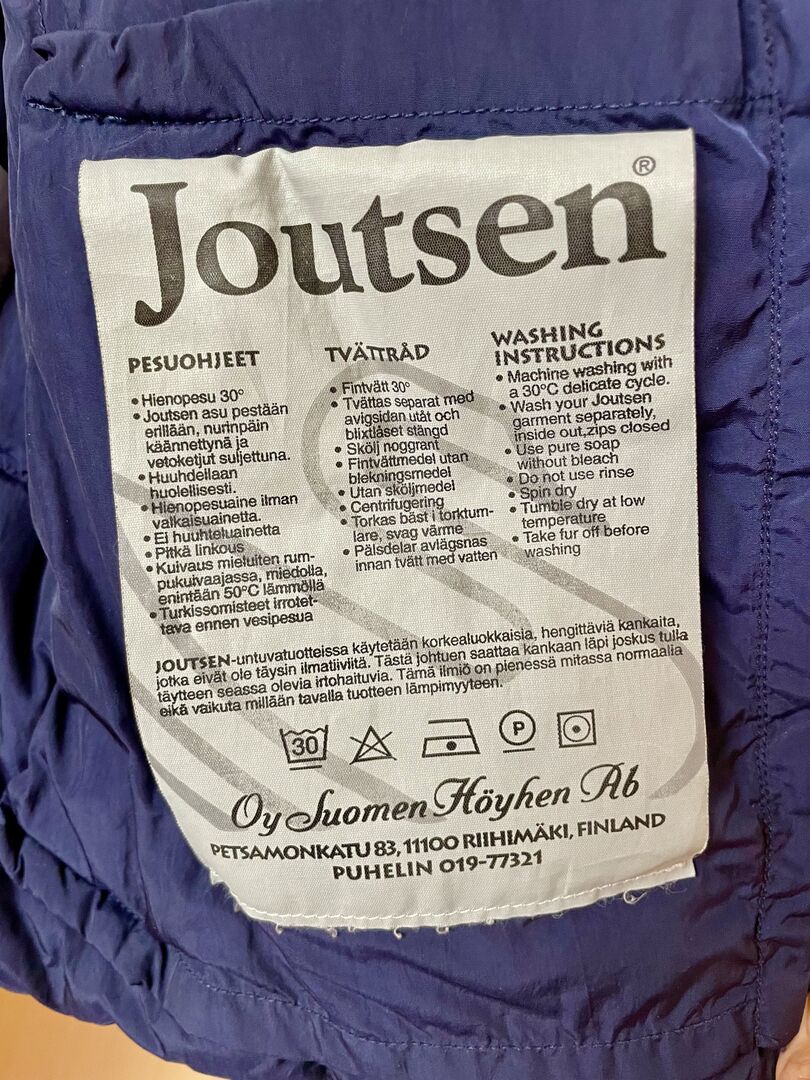 Joutsen®
PESUOHJEET
• Hienopesu 30°
• Joutsen asu pestään
erillään, nurinpäin
käännettynä ja
vetoketjut suljettuna.
• Huuhdellaan
huolellisesti.
• Hienopesuaine ilman
valkaisuainetta.
• Ei huuhteluainetta
• Pitkä linkous
• Kuivaus mieluiten rum-
pukuivaajassa, miedolla,
enintään 50°C lämmöllä
• Turkissomisteet irrotet-
tava ennen vesipesua
TVÄTTRÅD
• Fintvätt 30°
• Tvättas separat med
avigsidan utåt och
blixtlåset stängd
• Skölj noggrant
• Fintvättmedel utan
blekningsmedel
• Utan sköljmedel
• Centrifugering
• Torkas bäst i torktum-
lare, svag värme
• Pälsdelar avlägsnas
innan tvätt med vatten
WASHING
INSTRUCTIONS
• Machine washing with
a 30°C delicate cycle.
• Wash your Joutsen
garment separately,
inside out,zips closed
• Use pure soap
without bleach
• Do not use rinse
• Spin dry
• Tumble dry at low
temperature
• Take fur off before
washing
JOUTSEN-untuvatuotteissa käytetään korkealuokkaisia, hengittäviä kankaita,
jotka eivät ole täysin ilmatiiviitä. Tästä johtuen saattaa kankaan läpi joskus tulla
täytteen seassa olevia irtohaituvia. Tämä ilmiö on pienessä mitassa normaalia
eikä vaikuta millään tavalla tuotteen lämpimyyteen.
30 P
Oy Suomen Höyhen Ab
PETSAMONKATU 83, 11100 RIIHIMÄKI, FINLAND
PUHELIN 019-77321